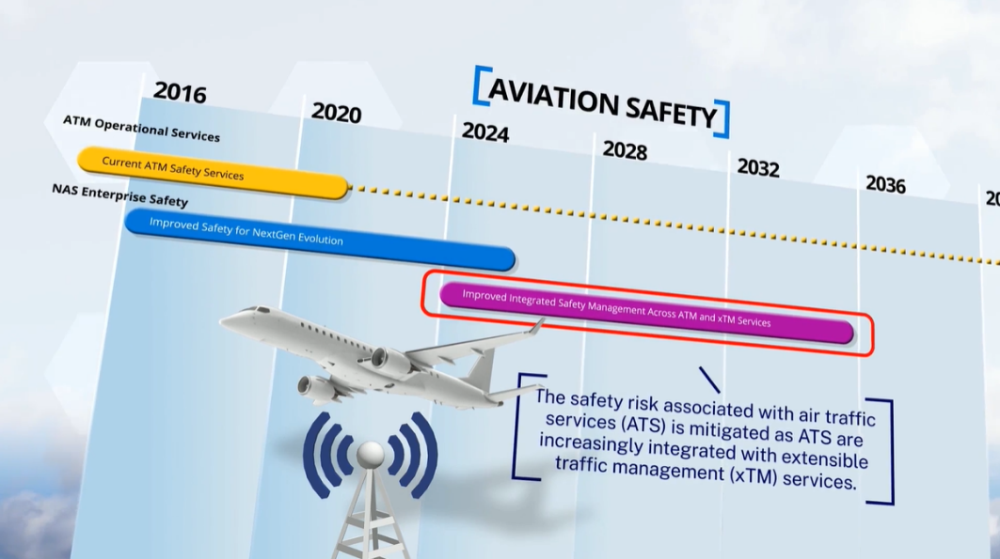 AVIATION SAFETY
2016
2020
2024
2028
2032
2036
ATM Operational Services
Current ATM Safety Services
NAS Enterprise Safety
Improved Safety for NextGen Evolution
Improved Integrated Safety Management Across ATM and xTM Services
The safety risk associated with air traffic
services (ATS) is mitigated as ATS are
increasingly integrated with extensible
traffic management (xTM) services.